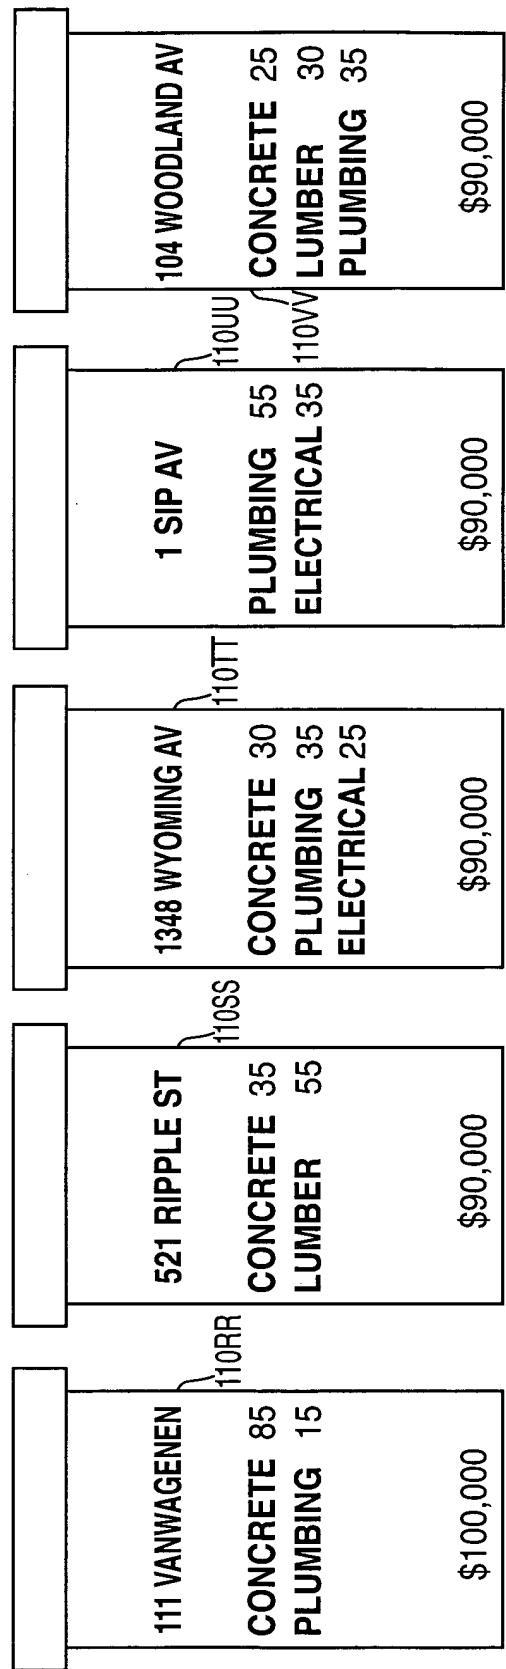 111 VANWAGENEN
CONCRETE 85
PLUMBING 15
$100,000
110RR
521 RIPPLE ST
CONCRETE 35
LUMBER 55
$90,000
110SS
1348 WYOMING AV
CONCRETE 30
PLUMBING 35
ELECTRICAL 25
$90,000
110TT
1 SIP AV
PLUMBING 55
ELECTRICAL 35
$90,000
110UU
104 WOODLAND AV
CONCRETE 25
LUMBER 30
PLUMBING 35
$90,000
110VV